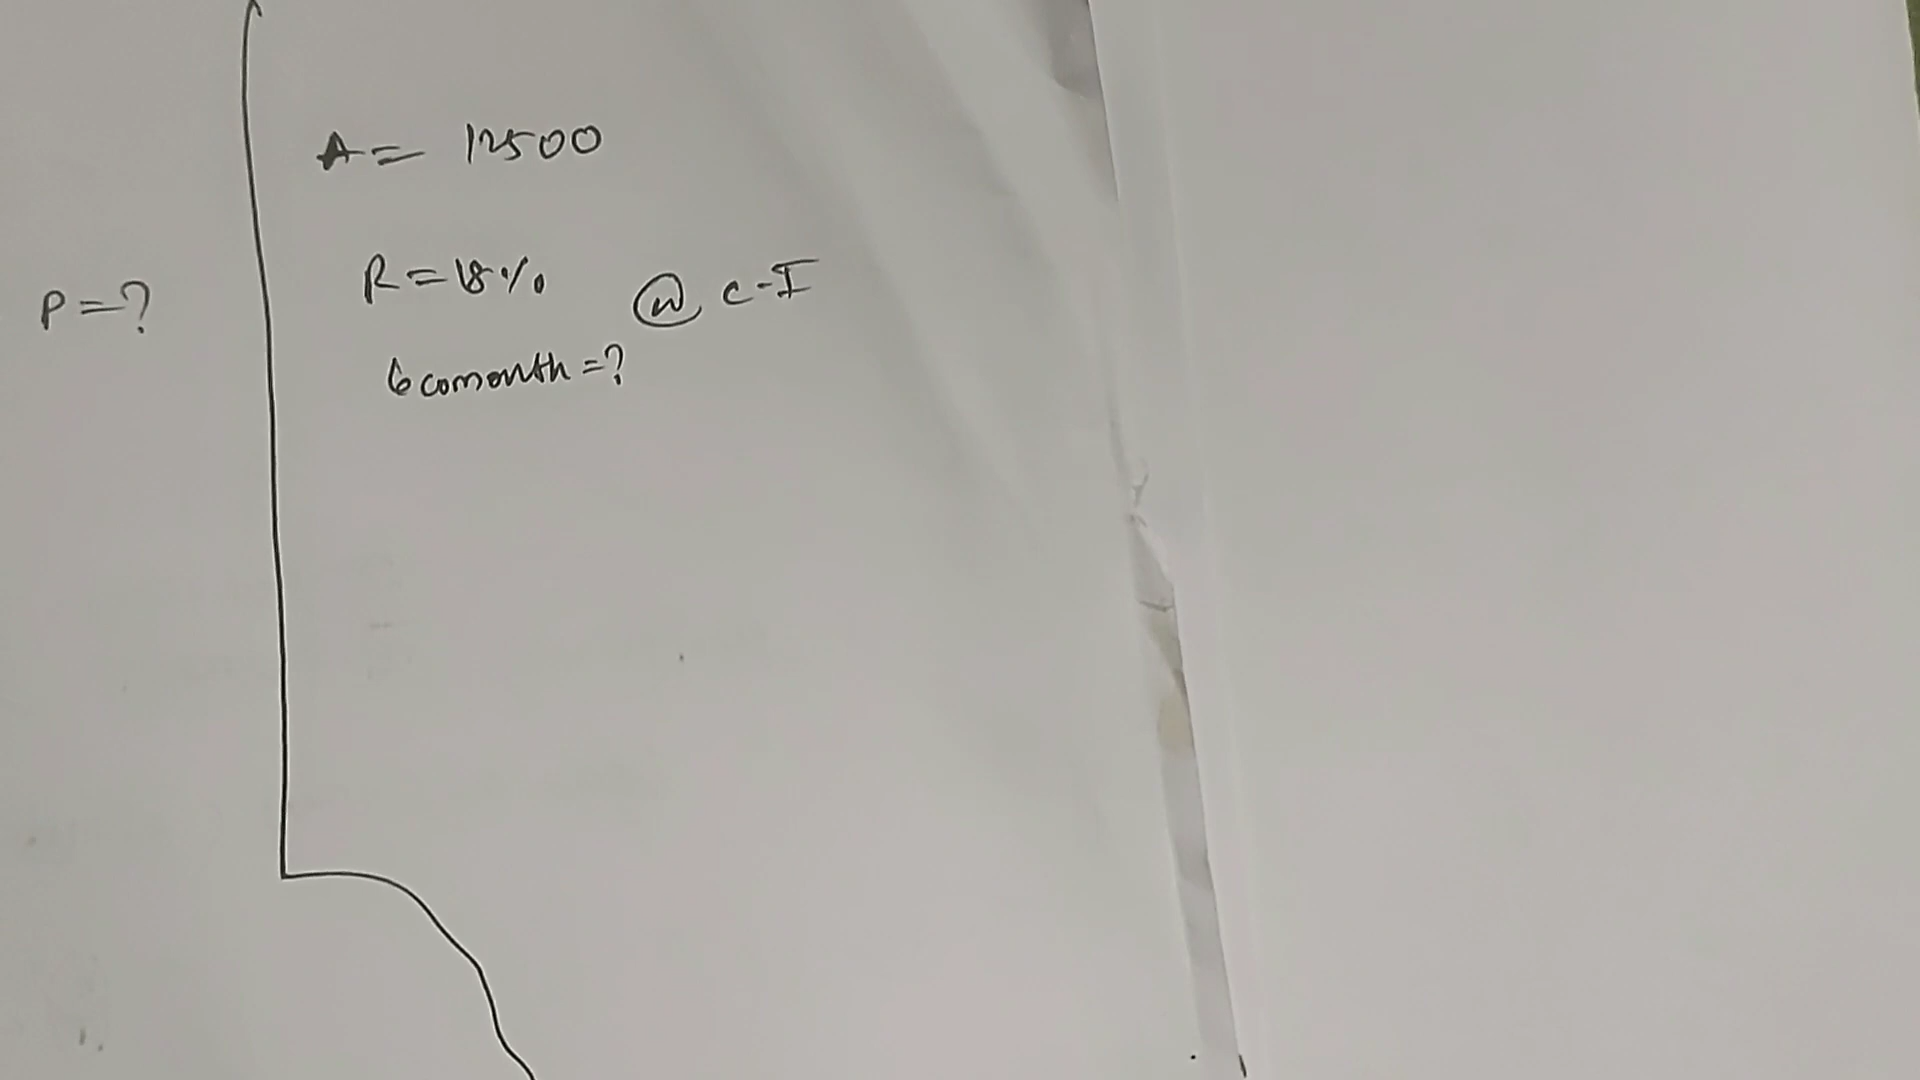 P=?
A= 12500
R=18%
@ C-I
6 comonth=?